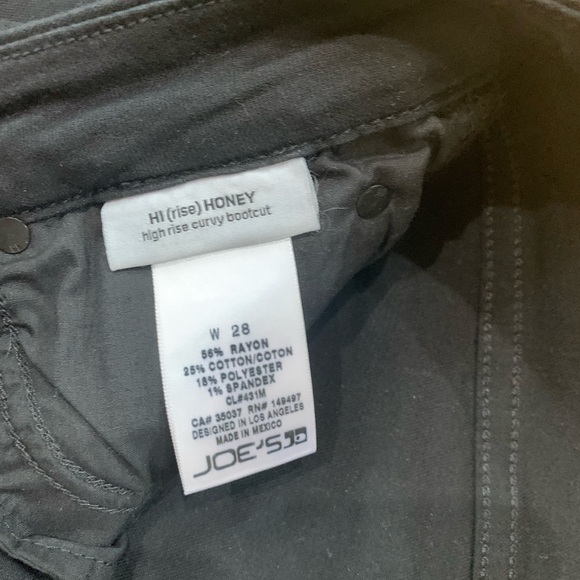 HI (rise) HONEY
high rise curvy bootcut
W 28
56% RAYON
25% COTTON/COTON
18% POLYESTER
1% SPANDEX
CL#431M
CA# 35037 RN# 149497
DESIGNED IN LOS ANGELES
MADE IN MEXICO
JOE'S